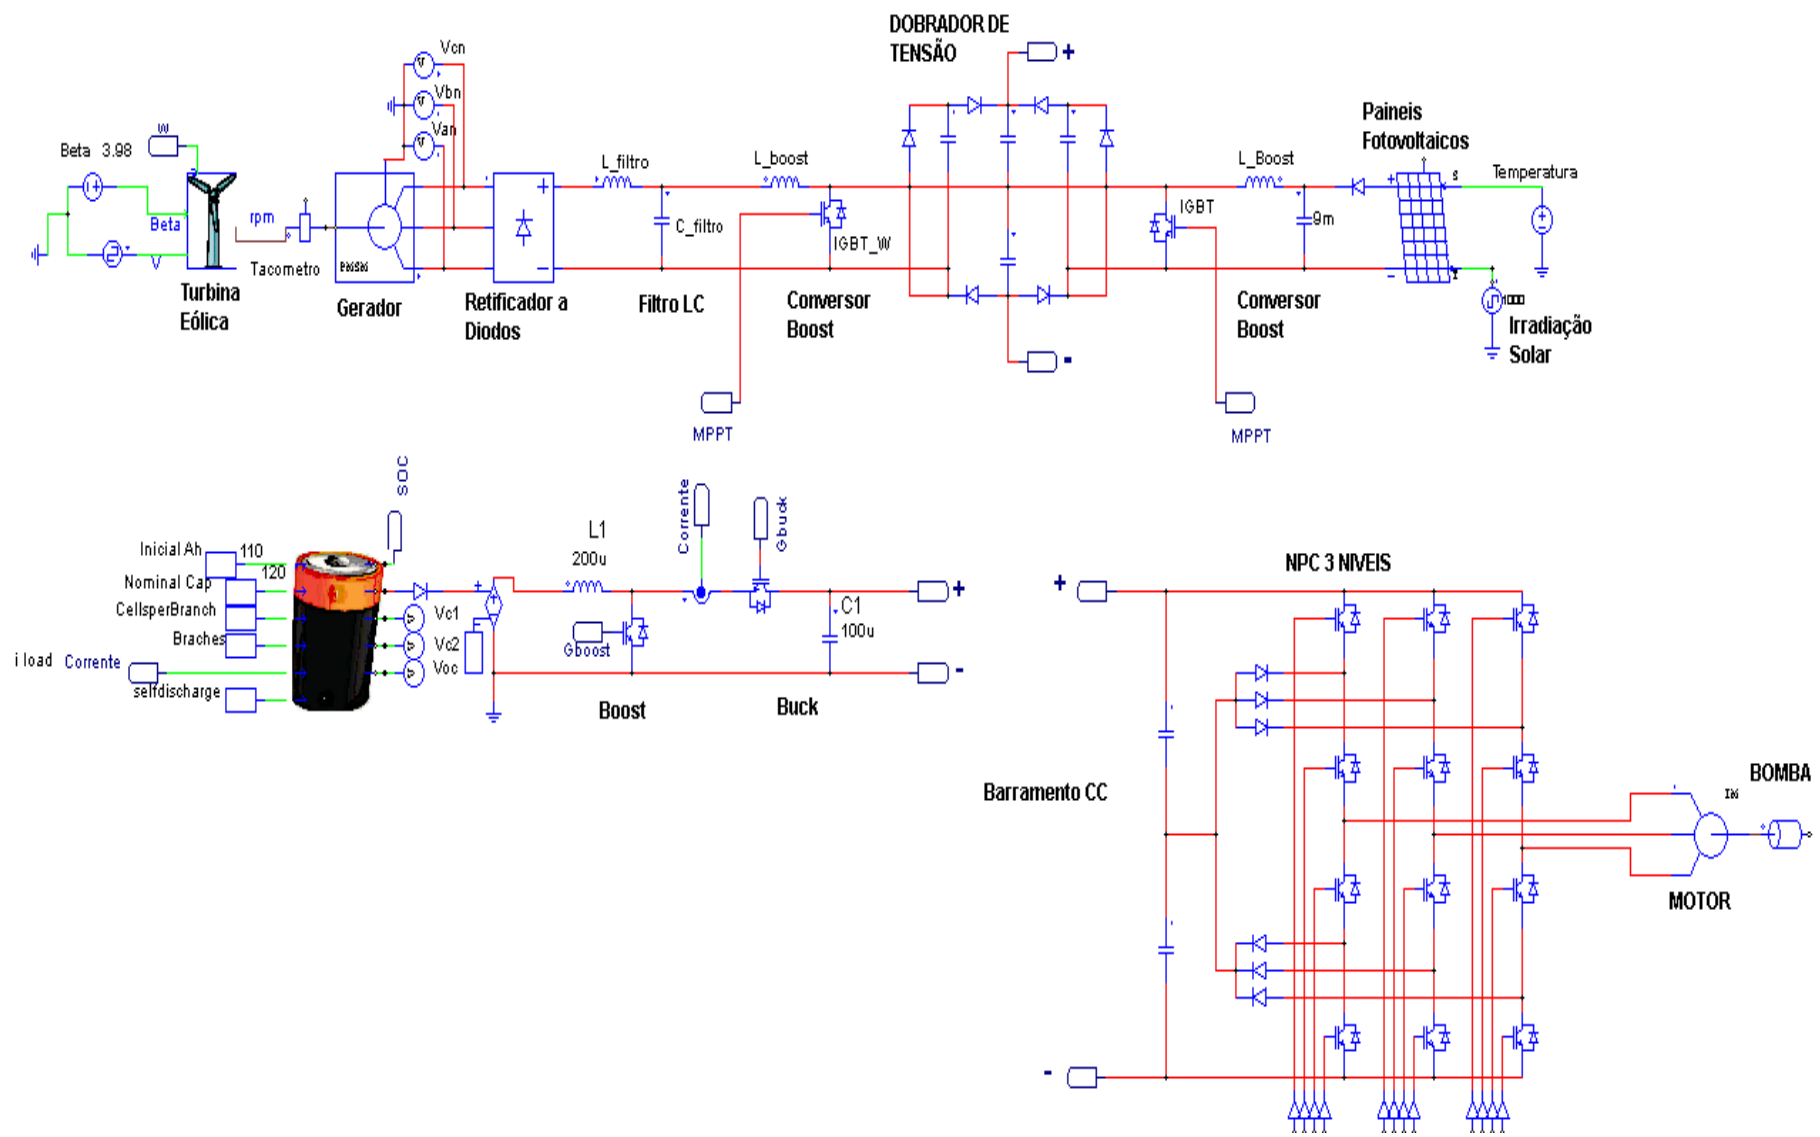 DOBRADOR DE
TENSÃO
+
Vcn
Vbn
Van
w
Beta 3.98
Beta
V
rpm
Tacometro
Turbina
Eólica
Gerador
+
−
Retificador a
Diodos
L_filtro
C_filtro
Filtro LC
L_boost
IGBT_W
Conversor
Boost
MPPT
-
IGBT
L_Boost
9m
Conversor
Boost
MPPT
Paineis
Fotovoltaicos
+
-
S
Temperatura
1000
Irradiação
Solar
SOC
Inicial Ah
110
Nominal Cap
120
CellsperBranch
Braches
i load Corrente
selfdischarge
Vc1
Vc2
Voc
+
L1
200u
Gboost
Corrente
Gbuck
C1
100u
+
-
Boost
Buck
NPC 3 NIVEIS
+
Barramento CC
-
IM
BOMBA
MOTOR